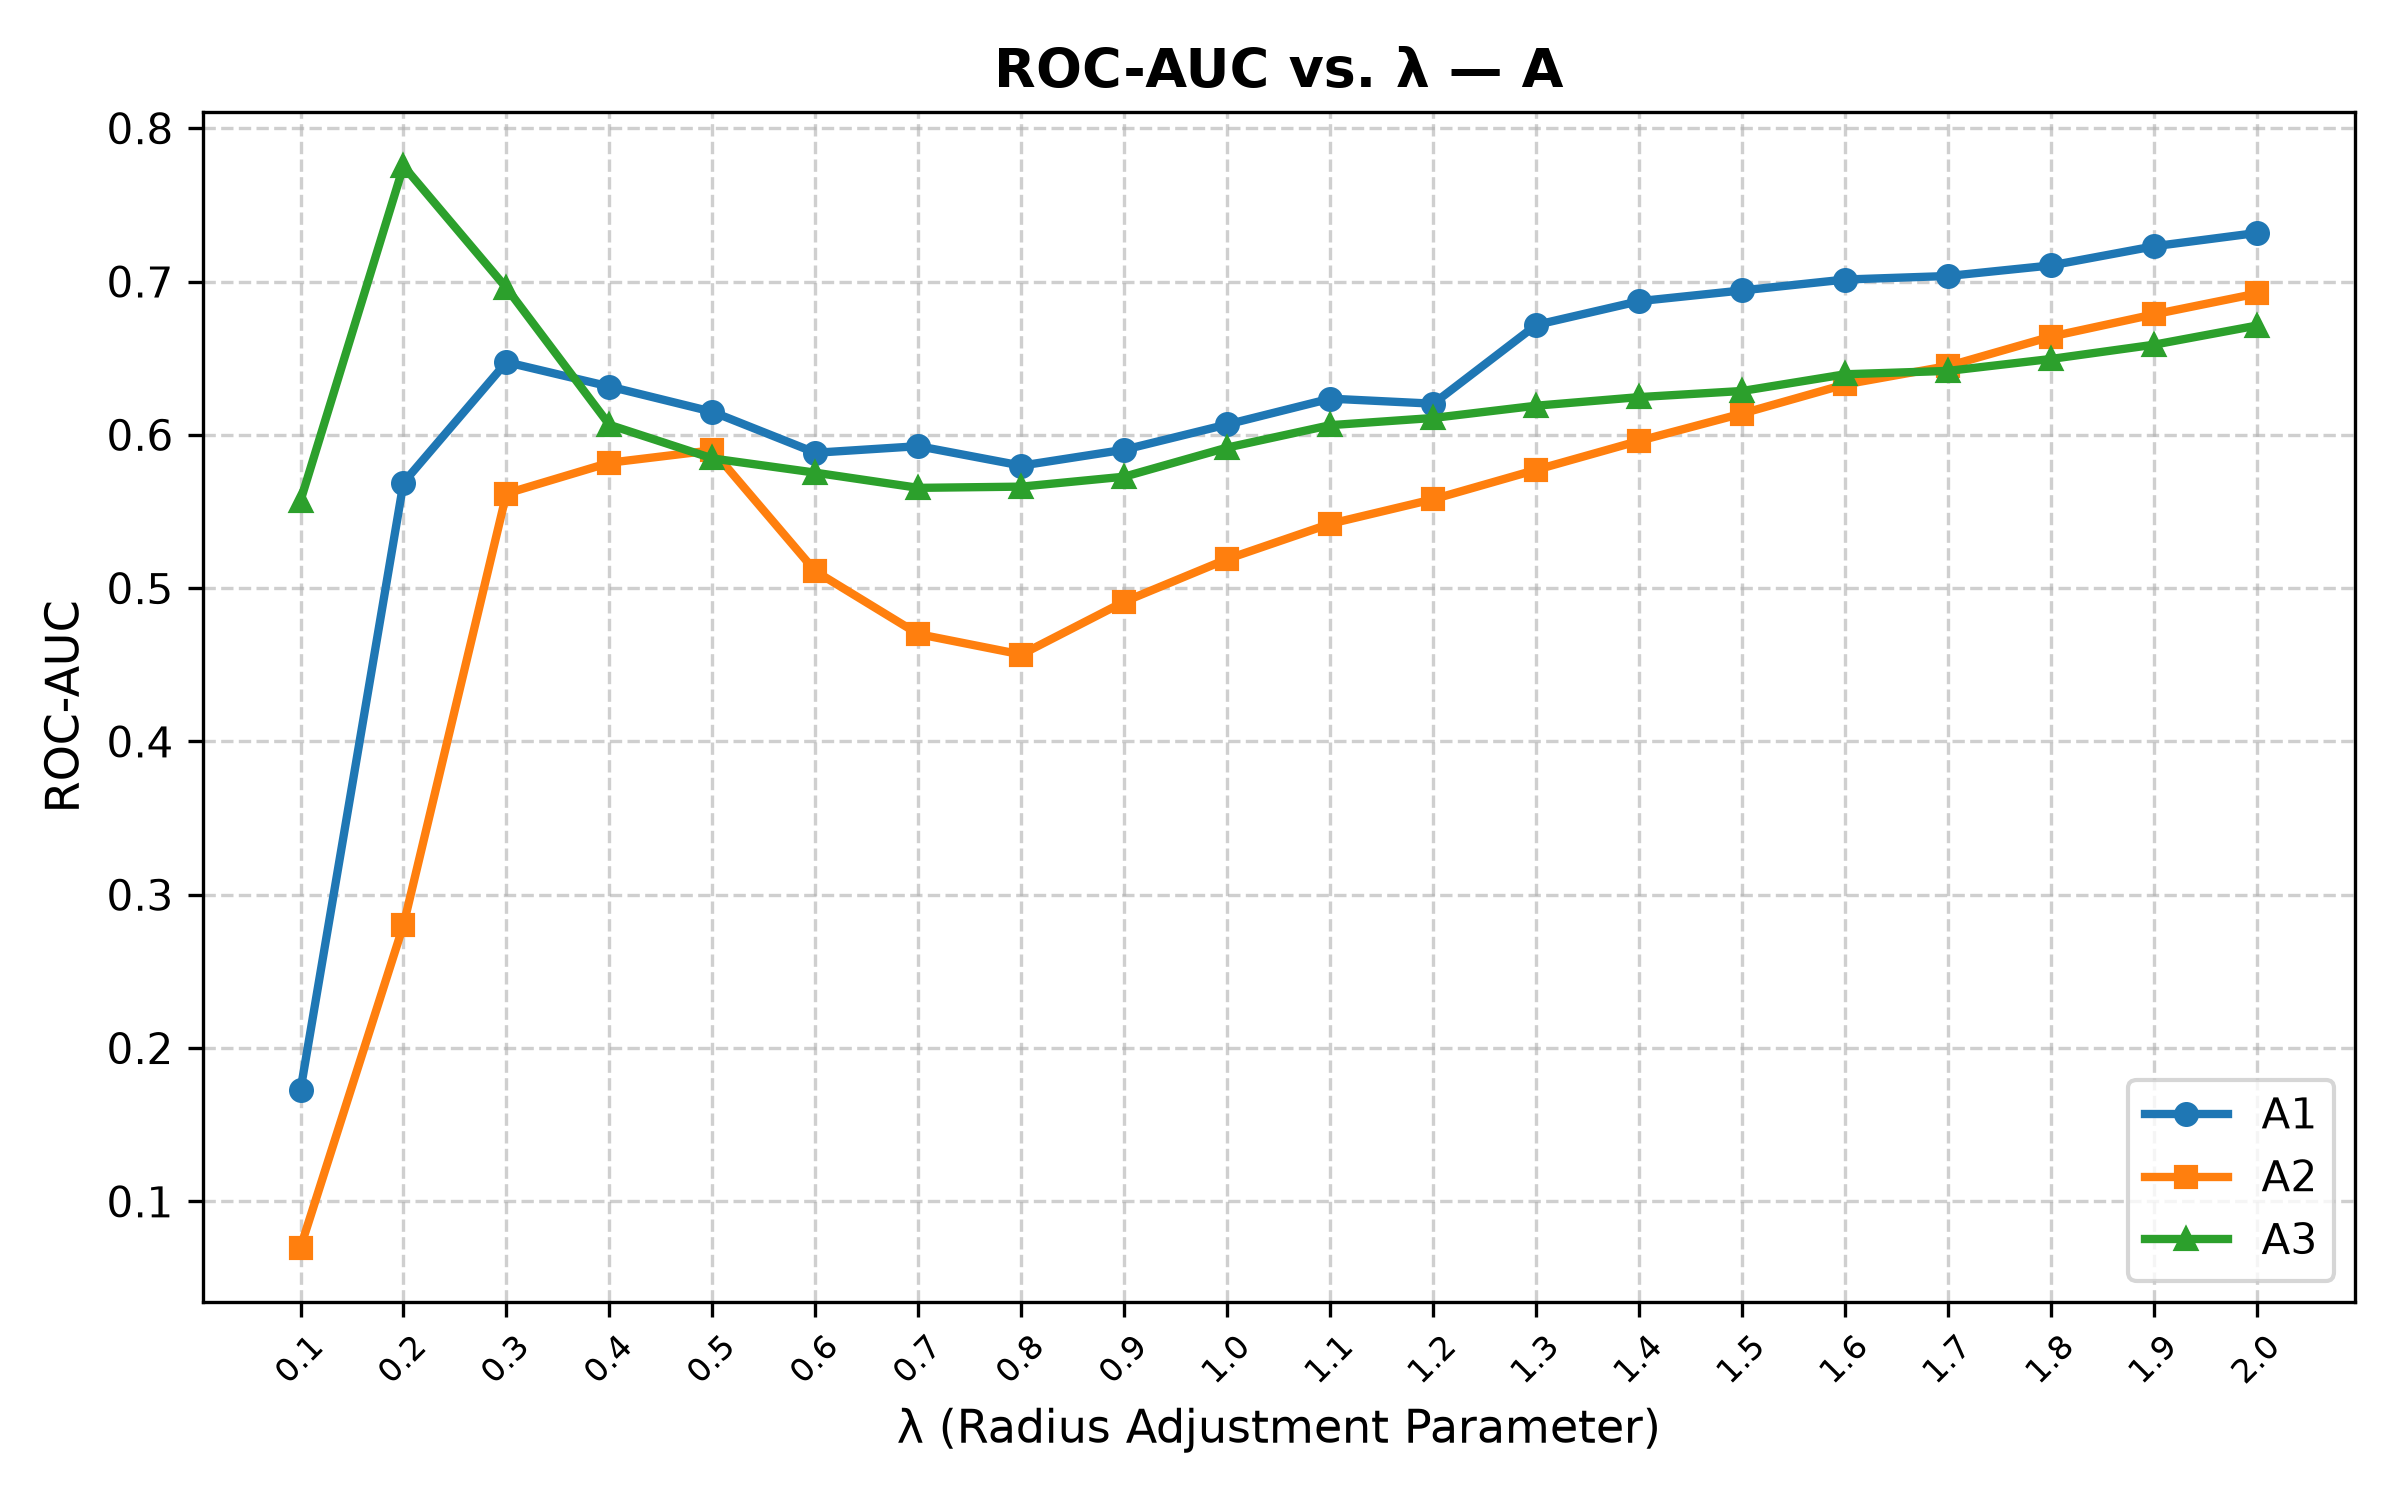 ROC-AUC vs. λ — A
ROC-AUC
0.8
0.7
0.6
0.5
0.4
0.3
0.2
0.1
A1
A2
A3
0.1 0.2 0.3 0.4 0.5 0.6 0.7 0.8 0.9 1.0 1.1 1.2 1.3 1.4 1.5 1.6 1.7 1.8 1.9 2.0
λ (Radius Adjustment Parameter)